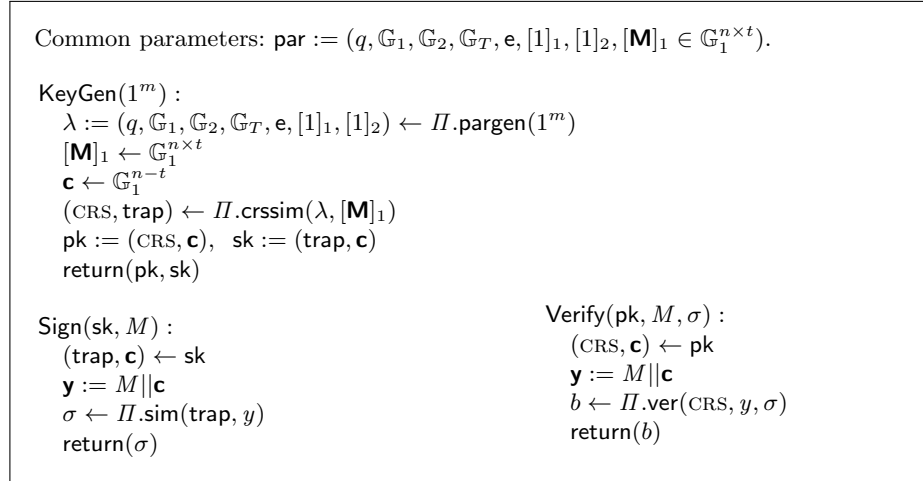 Common parameters: par := (q, 𝔾₁, 𝔾₂, 𝔾_T, e, [1]₁, [1]₂, [𝐌]₁ ∈ 𝔾₁^{n×t}).
KeyGen(1^m) :
λ := (q, 𝔾₁, 𝔾₂, 𝔾_T, e, [1]₁, [1]₂) ← Π.pargen(1^m)
[𝐌]₁ ← 𝔾₁^{n×t}
𝐜 ← 𝔾₁^{n−t}
(CRS, trap) ← Π.crssim(λ, [𝐌]₁)
pk := (CRS, 𝐜), sk := (trap, 𝐜)
return(pk, sk)
Sign(sk, M) :
(trap, 𝐜) ← sk
𝐲 := M||𝐜
σ ← Π.sim(trap, y)
return(σ)
Verify(pk, M, σ) :
(CRS, 𝐜) ← pk
𝐲 := M||𝐜
b ← Π.ver(CRS, y, σ)
return(b)